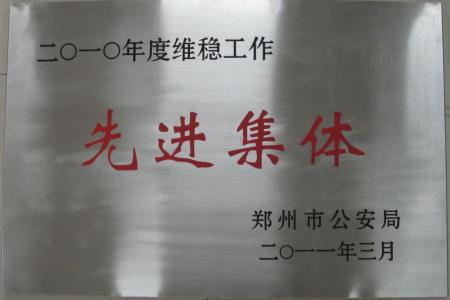 二〇一〇年度维稳工作
先进集体
郑州市公安局
二〇一一年三月